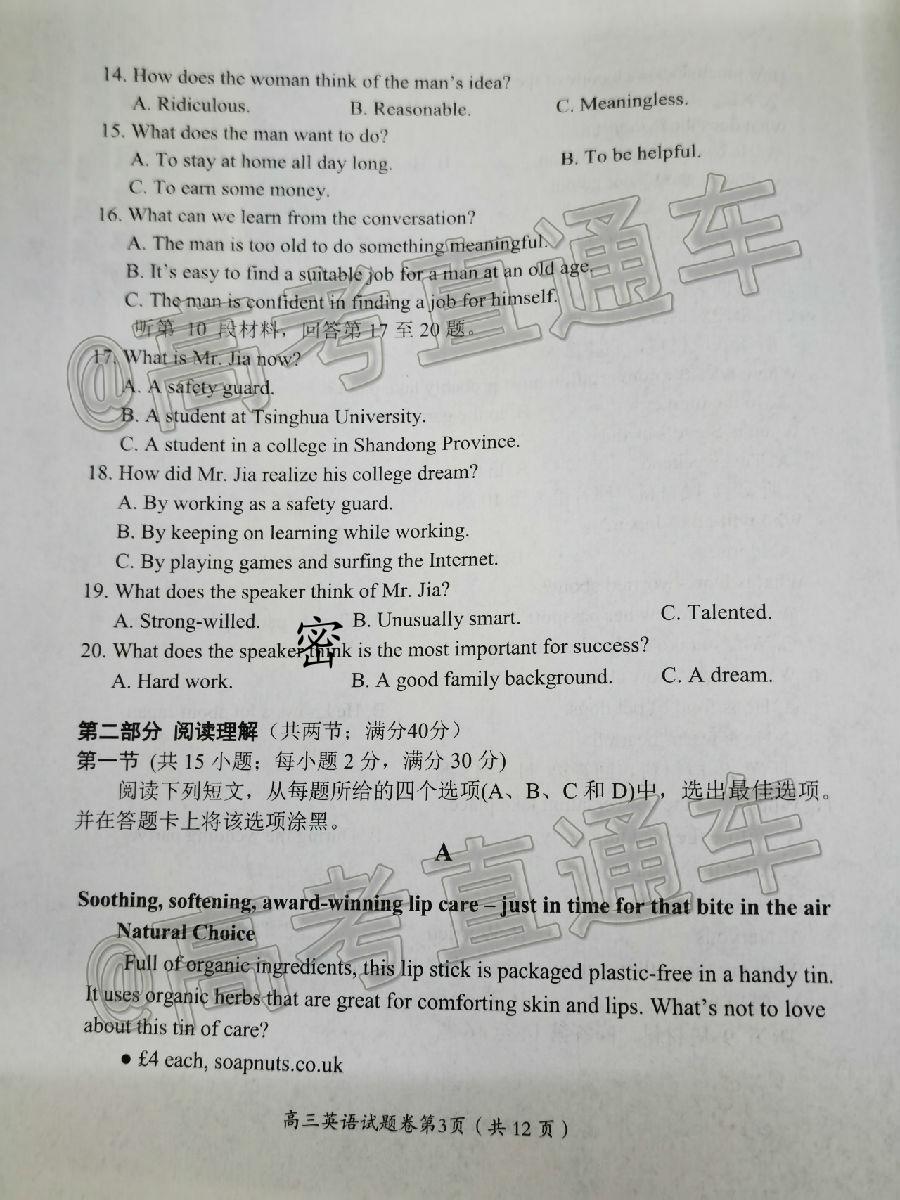 14. How does the woman think of the man's idea?
A. Ridiculous. B. Reasonable. C. Meaningless.
15. What does the man want to do?
A. To stay at home all day long. B. To be helpful.
C. To earn some money.
16. What can we learn from the conversation?
A. The man is too old to do something meaningful.
B. It's easy to find a suitable job for a man at an old age.
C. The man is confident in finding a job for himself.
听第 10 段材料，回答第 17 至 20 题。
17. What is Mr. Jia now?
A. A safety guard.
B. A student at Tsinghua University.
C. A student in a college in Shandong Province.
18. How did Mr. Jia realize his college dream?
A. By working as a safety guard.
B. By keeping on learning while working.
C. By playing games and surfing the Internet.
19. What does the speaker think of Mr. Jia?
A. Strong-willed. B. Unusually smart. C. Talented.
密
20. What does the speaker think is the most important for success?
A. Hard work. B. A good family background. C. A dream.
第二部分 阅读理解（共两节；满分40分）
第一节 (共 15 小题；每小题 2 分，满分 30 分)
阅读下列短文，从每题所给的四个选项(A、B、C 和 D)中，选出最佳选项。
并在答题卡上将该选项涂黑。
A
Soothing, softening, award-winning lip care – just in time for that bite in the air
Natural Choice
Full of organic ingredients, this lip stick is packaged plastic-free in a handy tin.
It uses organic herbs that are great for comforting skin and lips. What's not to love
about this tin of care?
● £4 each, soapnuts.co.uk
高三英语试题卷第3页（共 12 页）
@高考直通车
@高考直通车